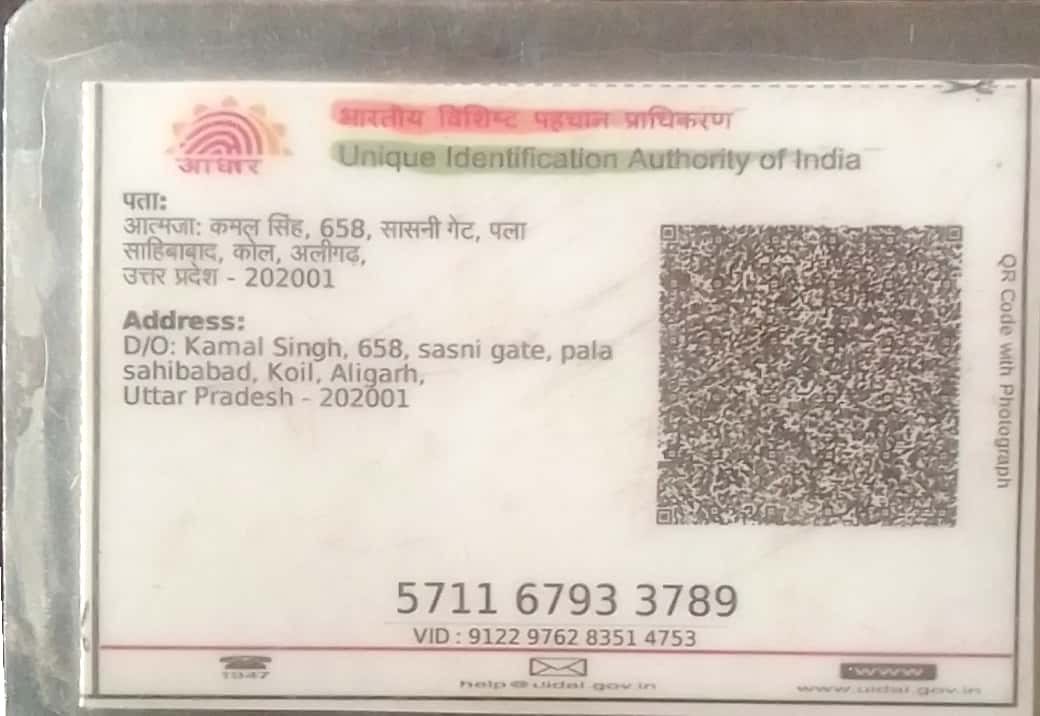 आधार
भारतीय विशिष्ट पहचान प्राधिकरण
Unique Identification Authority of India
पता:
आत्मजा: कमल सिंह, 658, सासनी गेट, पला
साहिबाबाद, कोल, अलीगढ़,
उत्तर प्रदेश - 202001
Address:
D/O: Kamal Singh, 658, sasni gate, pala
sahibabad, Koil, Aligarh,
Uttar Pradesh - 202001
QR Code with Photograph
5711 6793 3789
VID : 9122 9762 8351 4753
1947
help@uidai.gov.in
www
www.uidai.gov.in